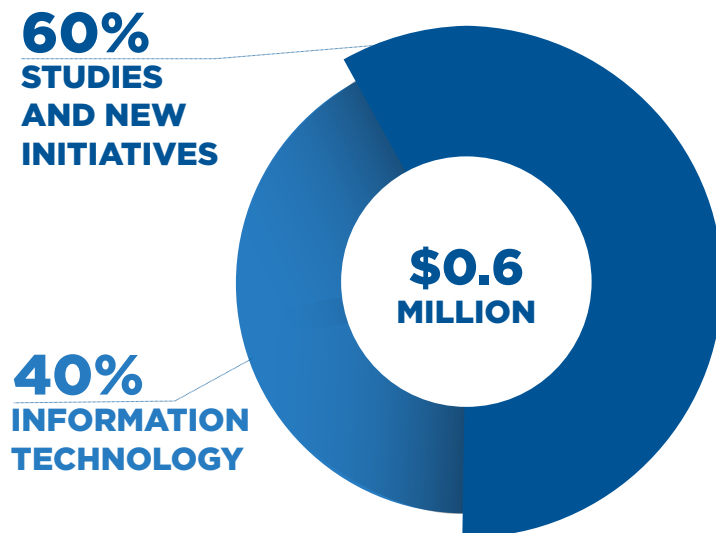 60%
STUDIES
AND NEW
INITIATIVES
$0.6
MILLION
40%
INFORMATION
TECHNOLOGY